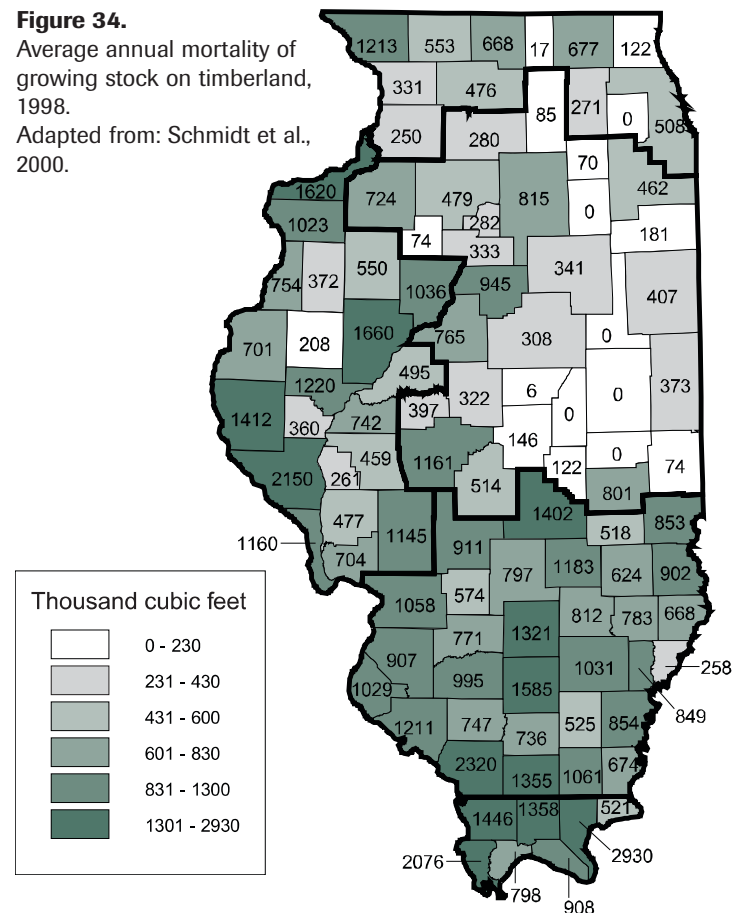 Figure 34.
Average annual mortality of
growing stock on timberland,
1998.
Adapted from: Schmidt et al.,
2000.
1213 553 668 17 677 122
331 476
85 271 0 508
250 280
70
1620 724 479 815 462
1023 282 0
74 333 181
550 341
754 372 1036 945 407
1660 765 308 0
701 208
495
1220 322 6 0 373
1412 360 742 397 0
146
459 1161 0
2150 261 514 122 74
801
477 1145 1402
1160 518 853
704 911
797 1183 624 902
1058 574
812 783 668
771 1321
907 1031 258
995 1585
1029 849
1211 747 736 525 854
2320 1355 1061 674
1446 1358 521
2930
2076
798
908
Thousand cubic feet
0 - 230
231 - 430
431 - 600
601 - 830
831 - 1300
1301 - 2930